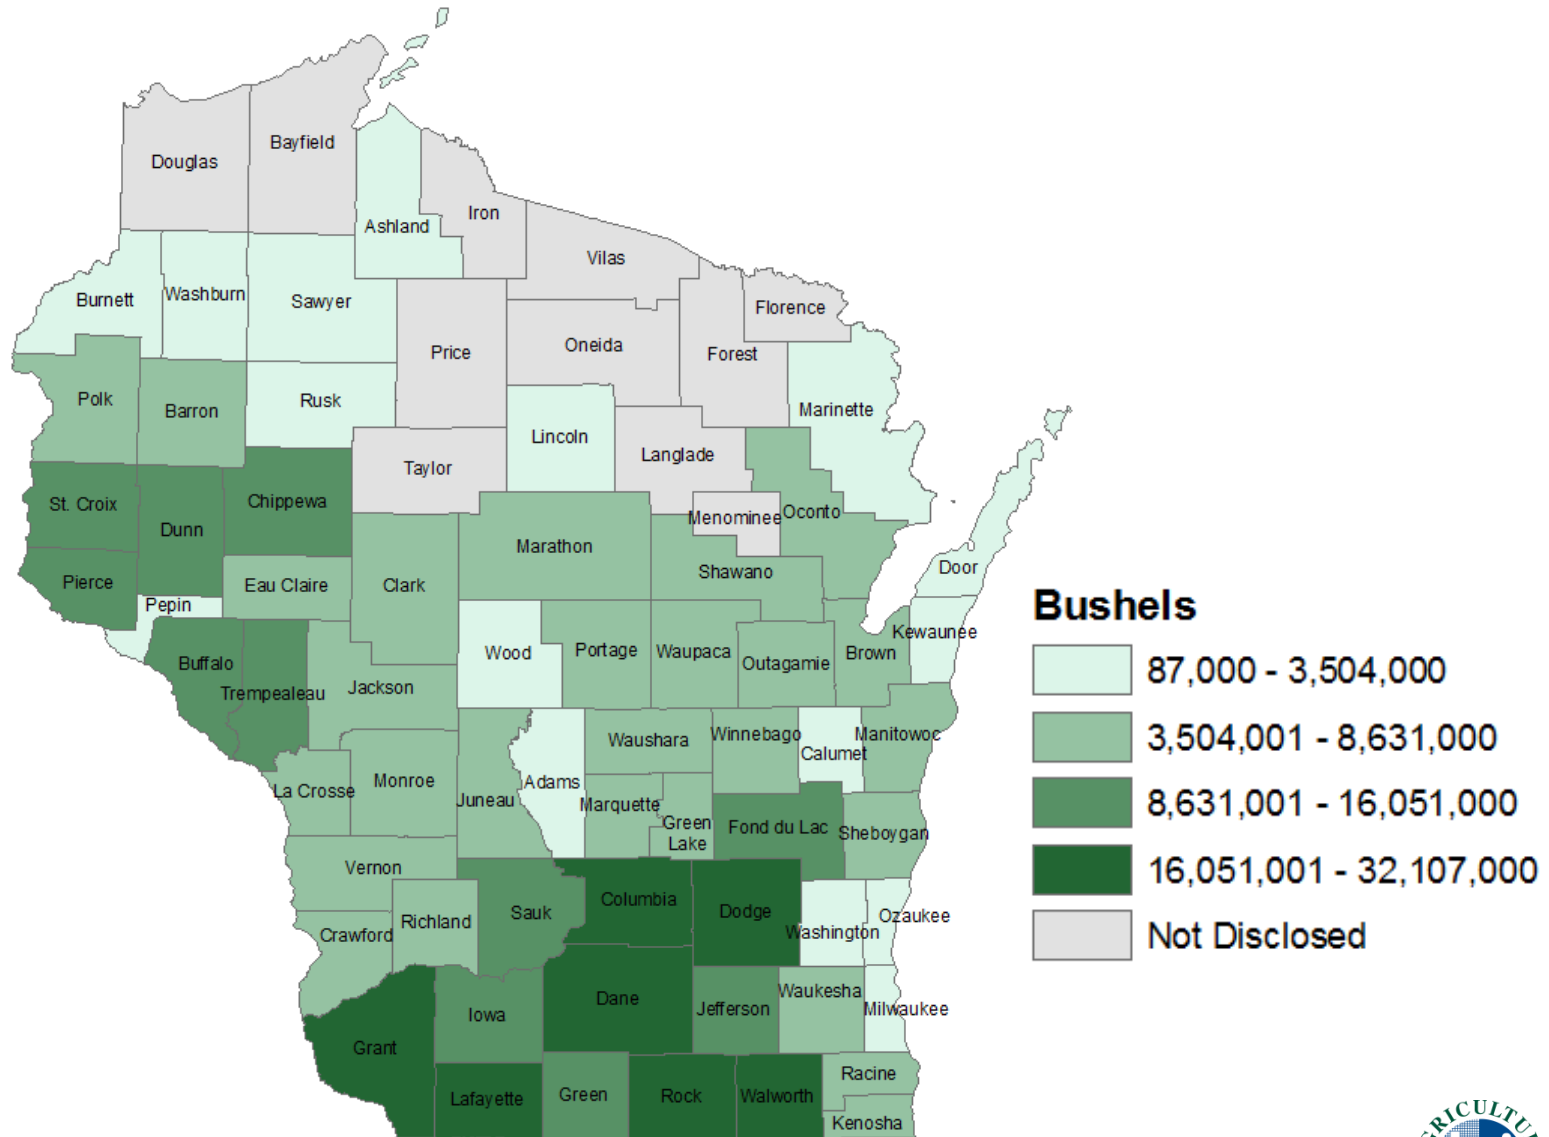 Douglas
Bayfield
Ashland
Iron
Vilas
Burnett
Washburn
Sawyer
Price
Oneida
Forest
Florence
Polk
Barron
Rusk
Lincoln
Marinette
Taylor
Langlade
St. Croix
Dunn
Chippewa
Menominee
Oconto
Marathon
Shawano
Pierce
Eau Claire
Clark
Door
Pepin
Buffalo
Trempealeau
Jackson
Wood
Portage
Waupaca
Outagamie
Brown
Kewaunee
La Crosse
Monroe
Juneau
Adams
Waushara
Winnebago
Calumet
Manitowoc
Marquette
Green
Lake
Fond du Lac
Sheboygan
Vernon
Crawford
Richland
Sauk
Columbia
Dodge
Washington
Ozaukee
Grant
Iowa
Dane
Jefferson
Waukesha
Milwaukee
Lafayette
Green
Rock
Walworth
Racine
Kenosha
Bushels
87,000 - 3,504,000
3,504,001 - 8,631,000
8,631,001 - 16,051,000
16,051,001 - 32,107,000
Not Disclosed